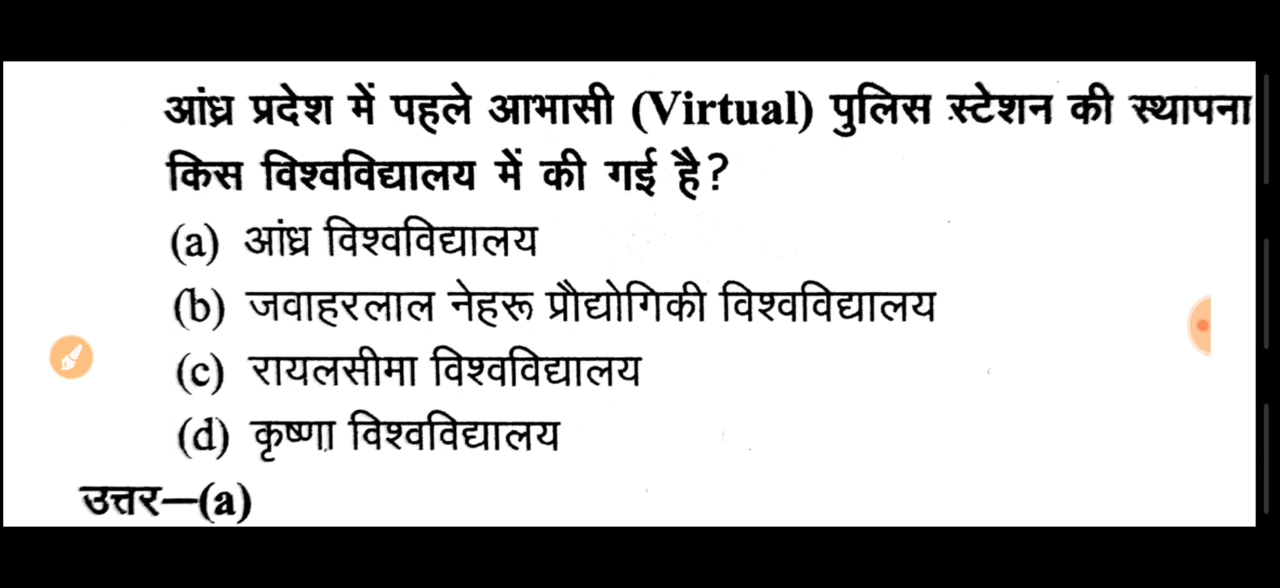 आंध्र प्रदेश में पहले आभासी (Virtual) पुलिस स्टेशन की स्थापना
किस विश्वविद्यालय में की गई है?
(a) आंध्र विश्वविद्यालय
(b) जवाहरलाल नेहरू प्रौद्योगिकी विश्वविद्यालय
(c) रायलसीमा विश्वविद्यालय
(d) कृष्णा विश्वविद्यालय
उत्तर—(a)